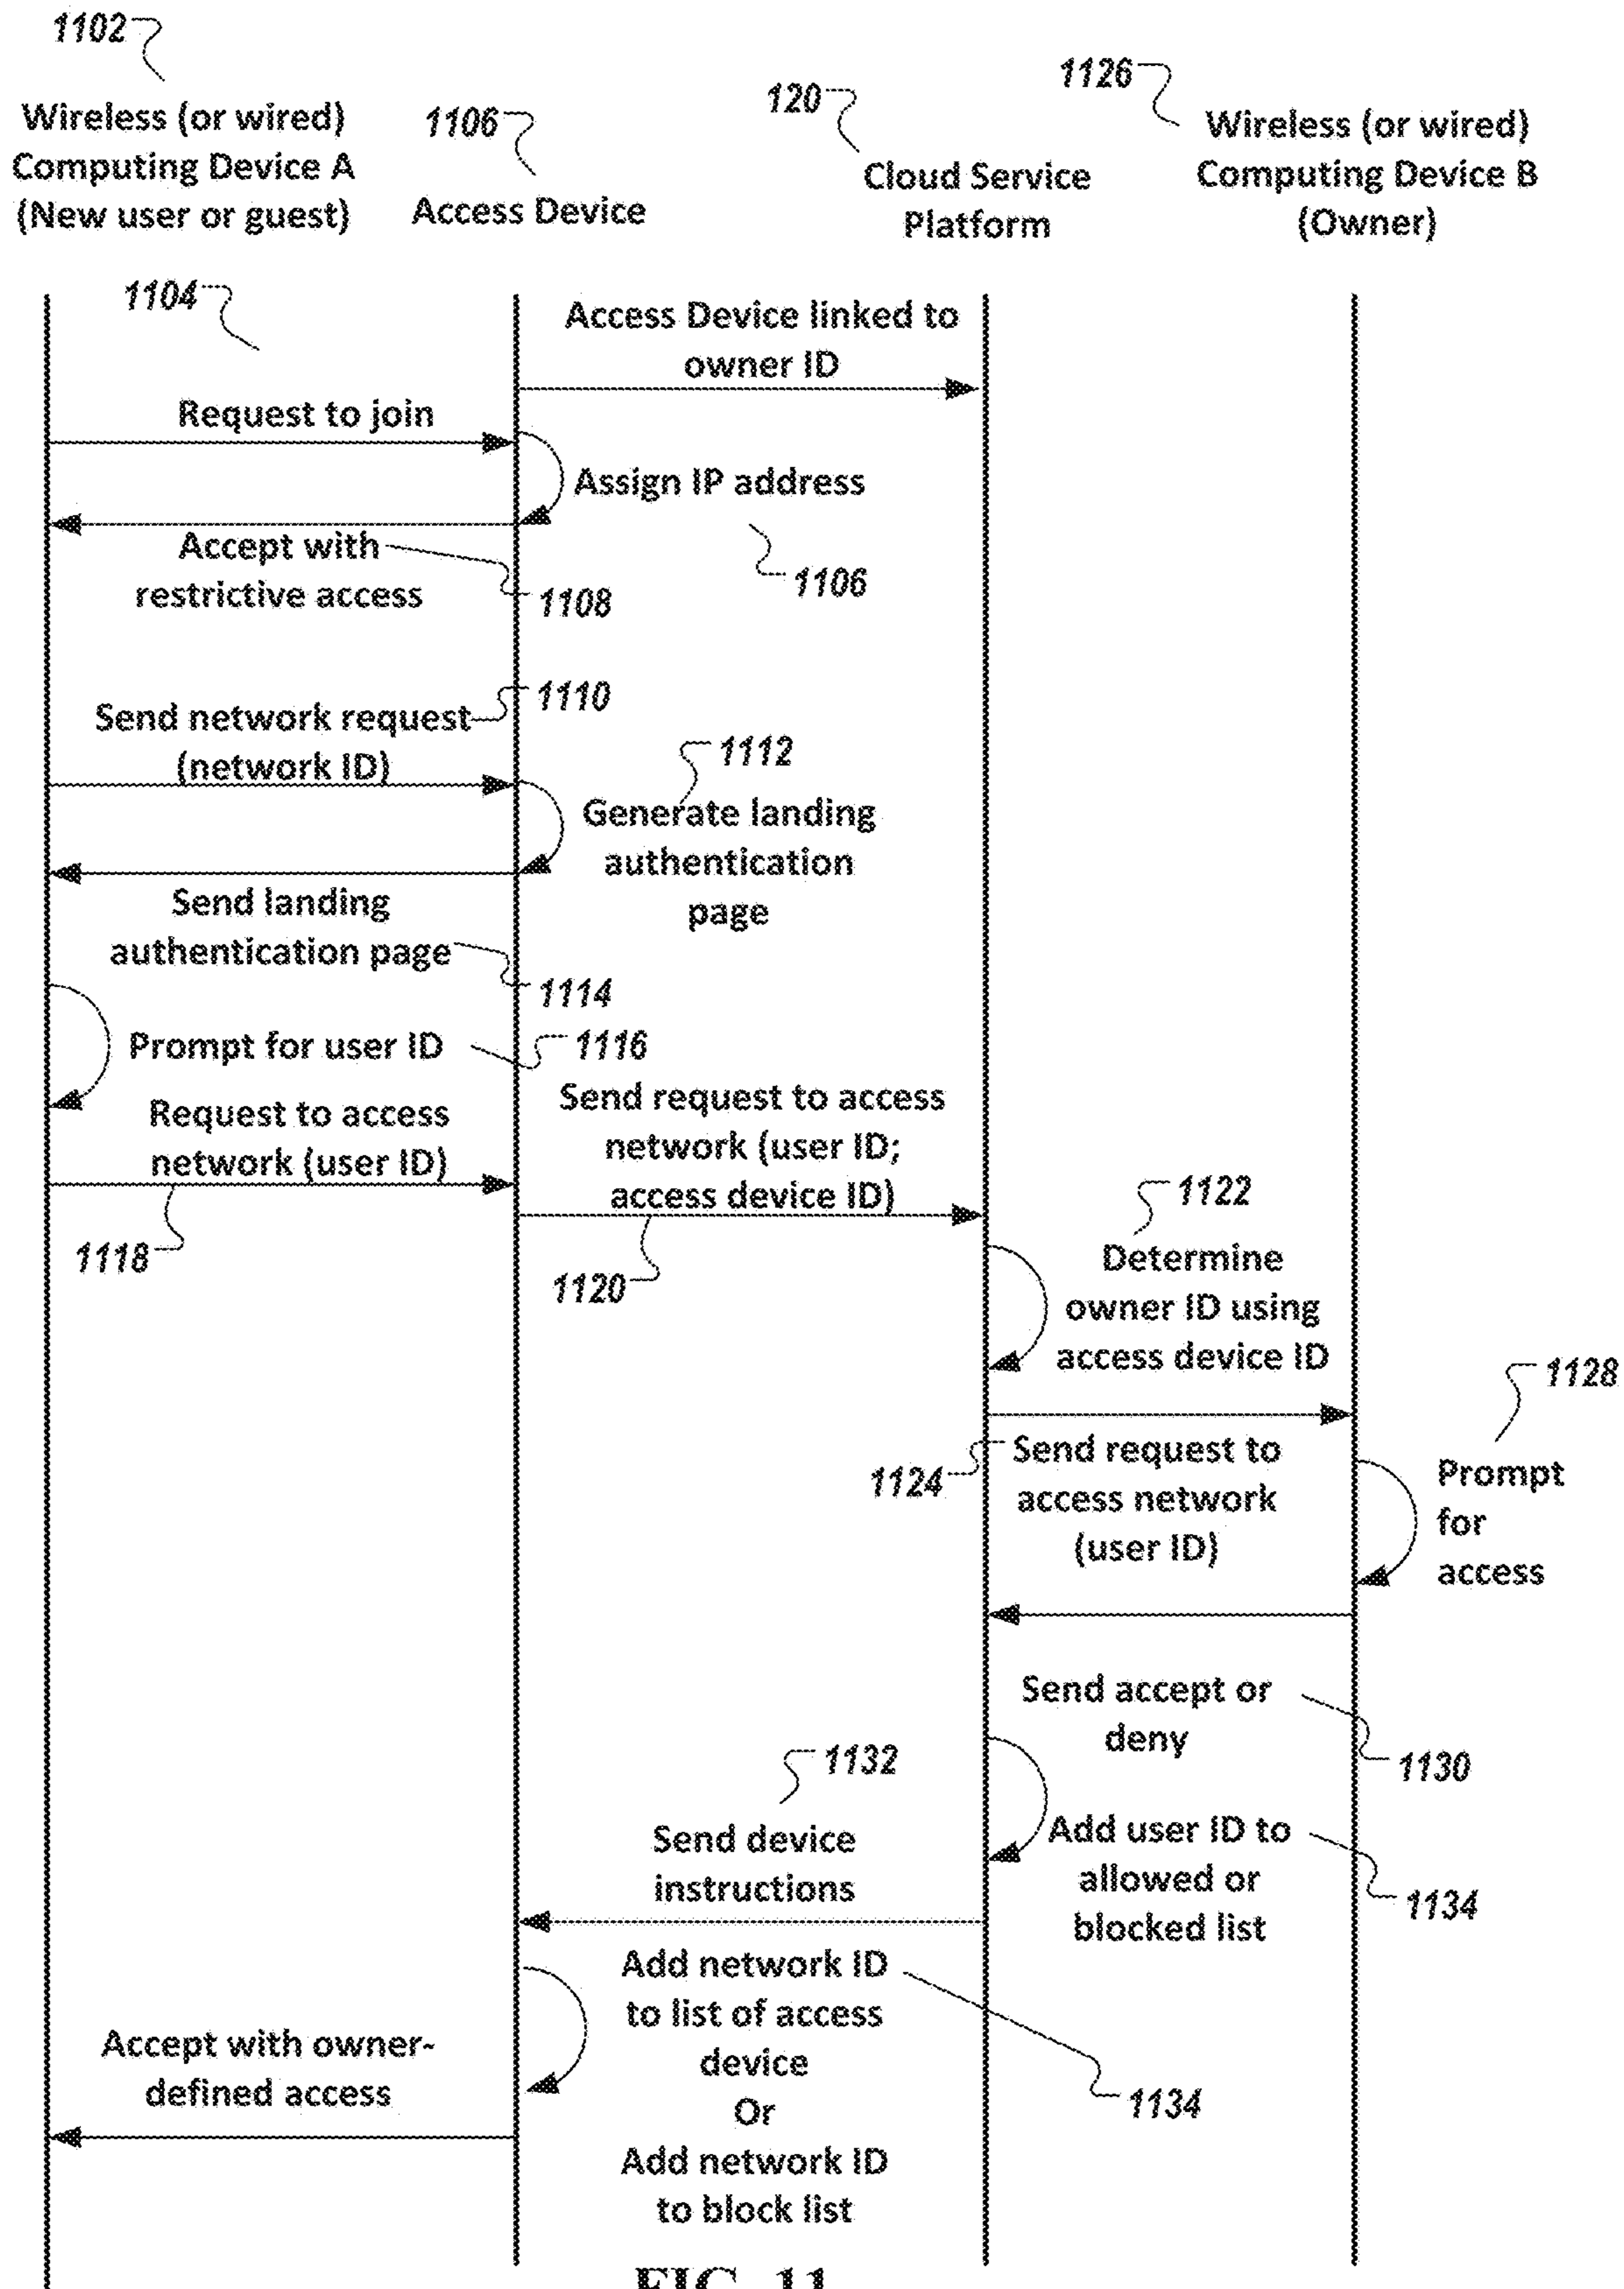 1102
Wireless (or wired)
Computing Device A
(New user or guest)
1106
Access Device
120
Cloud Service
Platform
1126
Wireless (or wired)
Computing Device B
(Owner)
1104
Access Device linked to
owner ID
Request to join
Assign IP address
1106
Accept with
restrictive access
1108
1110
Send network request
(network ID)
1112
Generate landing
authentication
page
Send landing
authentication page
1114
Prompt for user ID
1116
Request to access
network (user ID)
1118
Send request to access
network (user ID;
access device ID)
1120
1122
Determine
owner ID using
access device ID
1124
Send request to
access network
(user ID)
1128
Prompt
for
access
Send accept or
deny
1130
1132
Send device
instructions
Add user ID to
allowed or
blocked list
1134
Add network ID
to list of access
device
Or
Add network ID
to block list
1134
Accept with owner-
defined access
FIG. 11